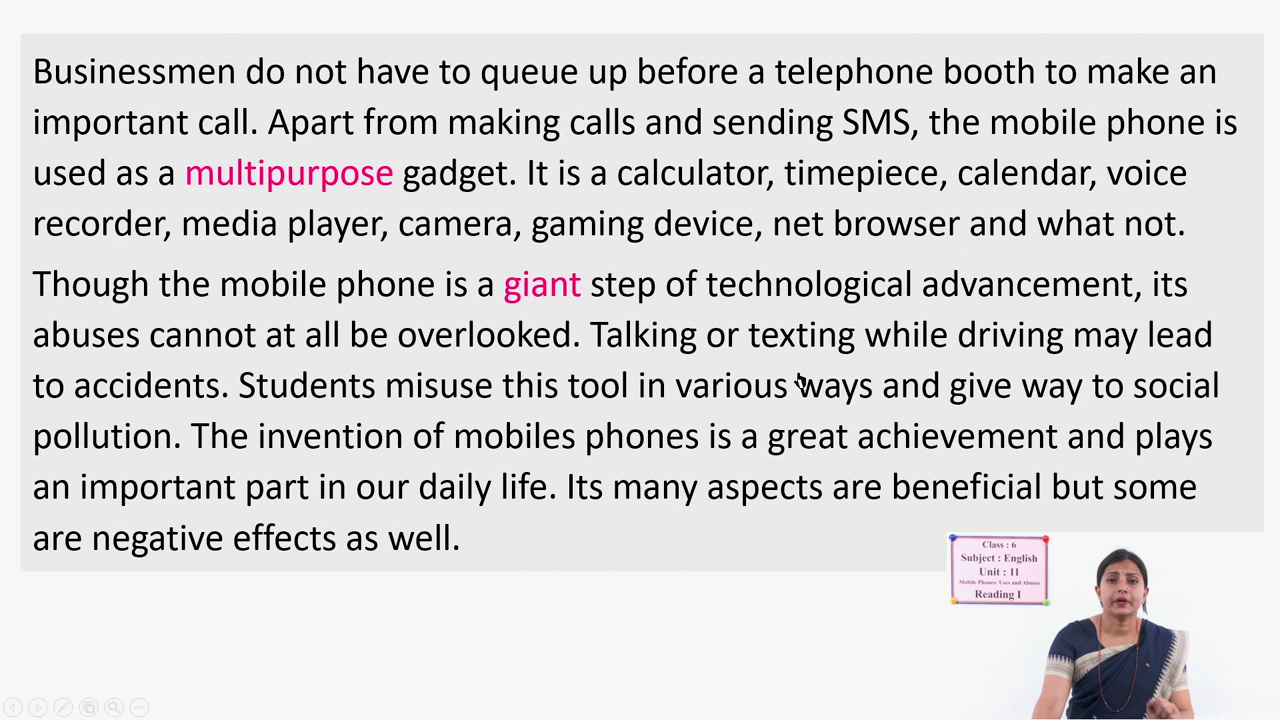 Businessmen do not have to queue up before a telephone booth to make an
important call. Apart from making calls and sending SMS, the mobile phone is
used as a multipurpose gadget. It is a calculator, timepiece, calendar, voice
recorder, media player, camera, gaming device, net browser and what not.
Though the mobile phone is a giant step of technological advancement, its
abuses cannot at all be overlooked. Talking or texting while driving may lead
to accidents. Students misuse this tool in various ways and give way to social
pollution. The invention of mobiles phones is a great achievement and plays
an important part in our daily life. Its many aspects are beneficial but some
are negative effects as well.
Class : 6
Subject : English
Unit : 11
Mobile Phones: Uses and Abuses
Reading I